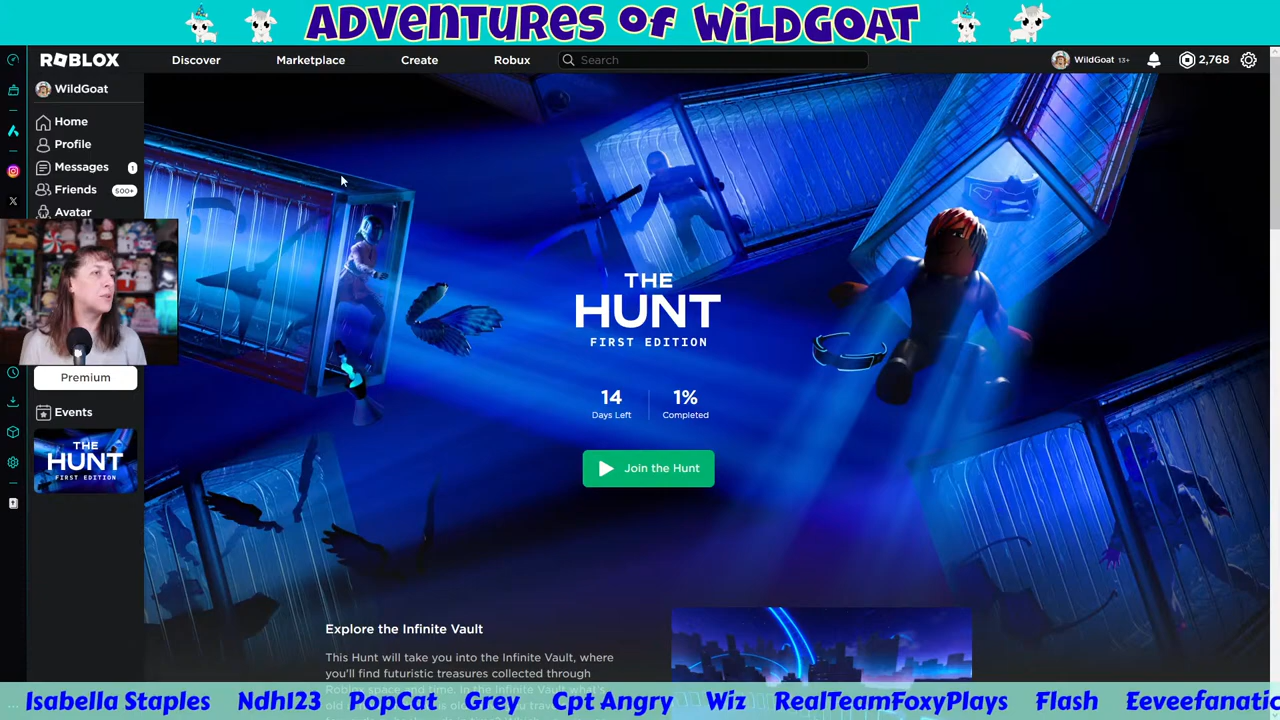 ADVENTURES OF WILDGOAT
ROBLOX Discover Marketplace Create Robux Search WildGoat 13+ 2,768
WildGoat
Home
Profile
Messages 1
Friends 500+
Avatar
Premium
Events
THE
HUNT
FIRST EDITION
THE
HUNT
FIRST EDITION
14 1%
Days Left Completed
Join the Hunt
Explore the Infinite Vault
This Hunt will take you into the Infinite Vault, where
you'll find futuristic treasures collected through
Isabella Staples Ndh123 PopCat Grey Cpt Angry Wiz RealTeamFoxyPlays Flash Eeveefanatic